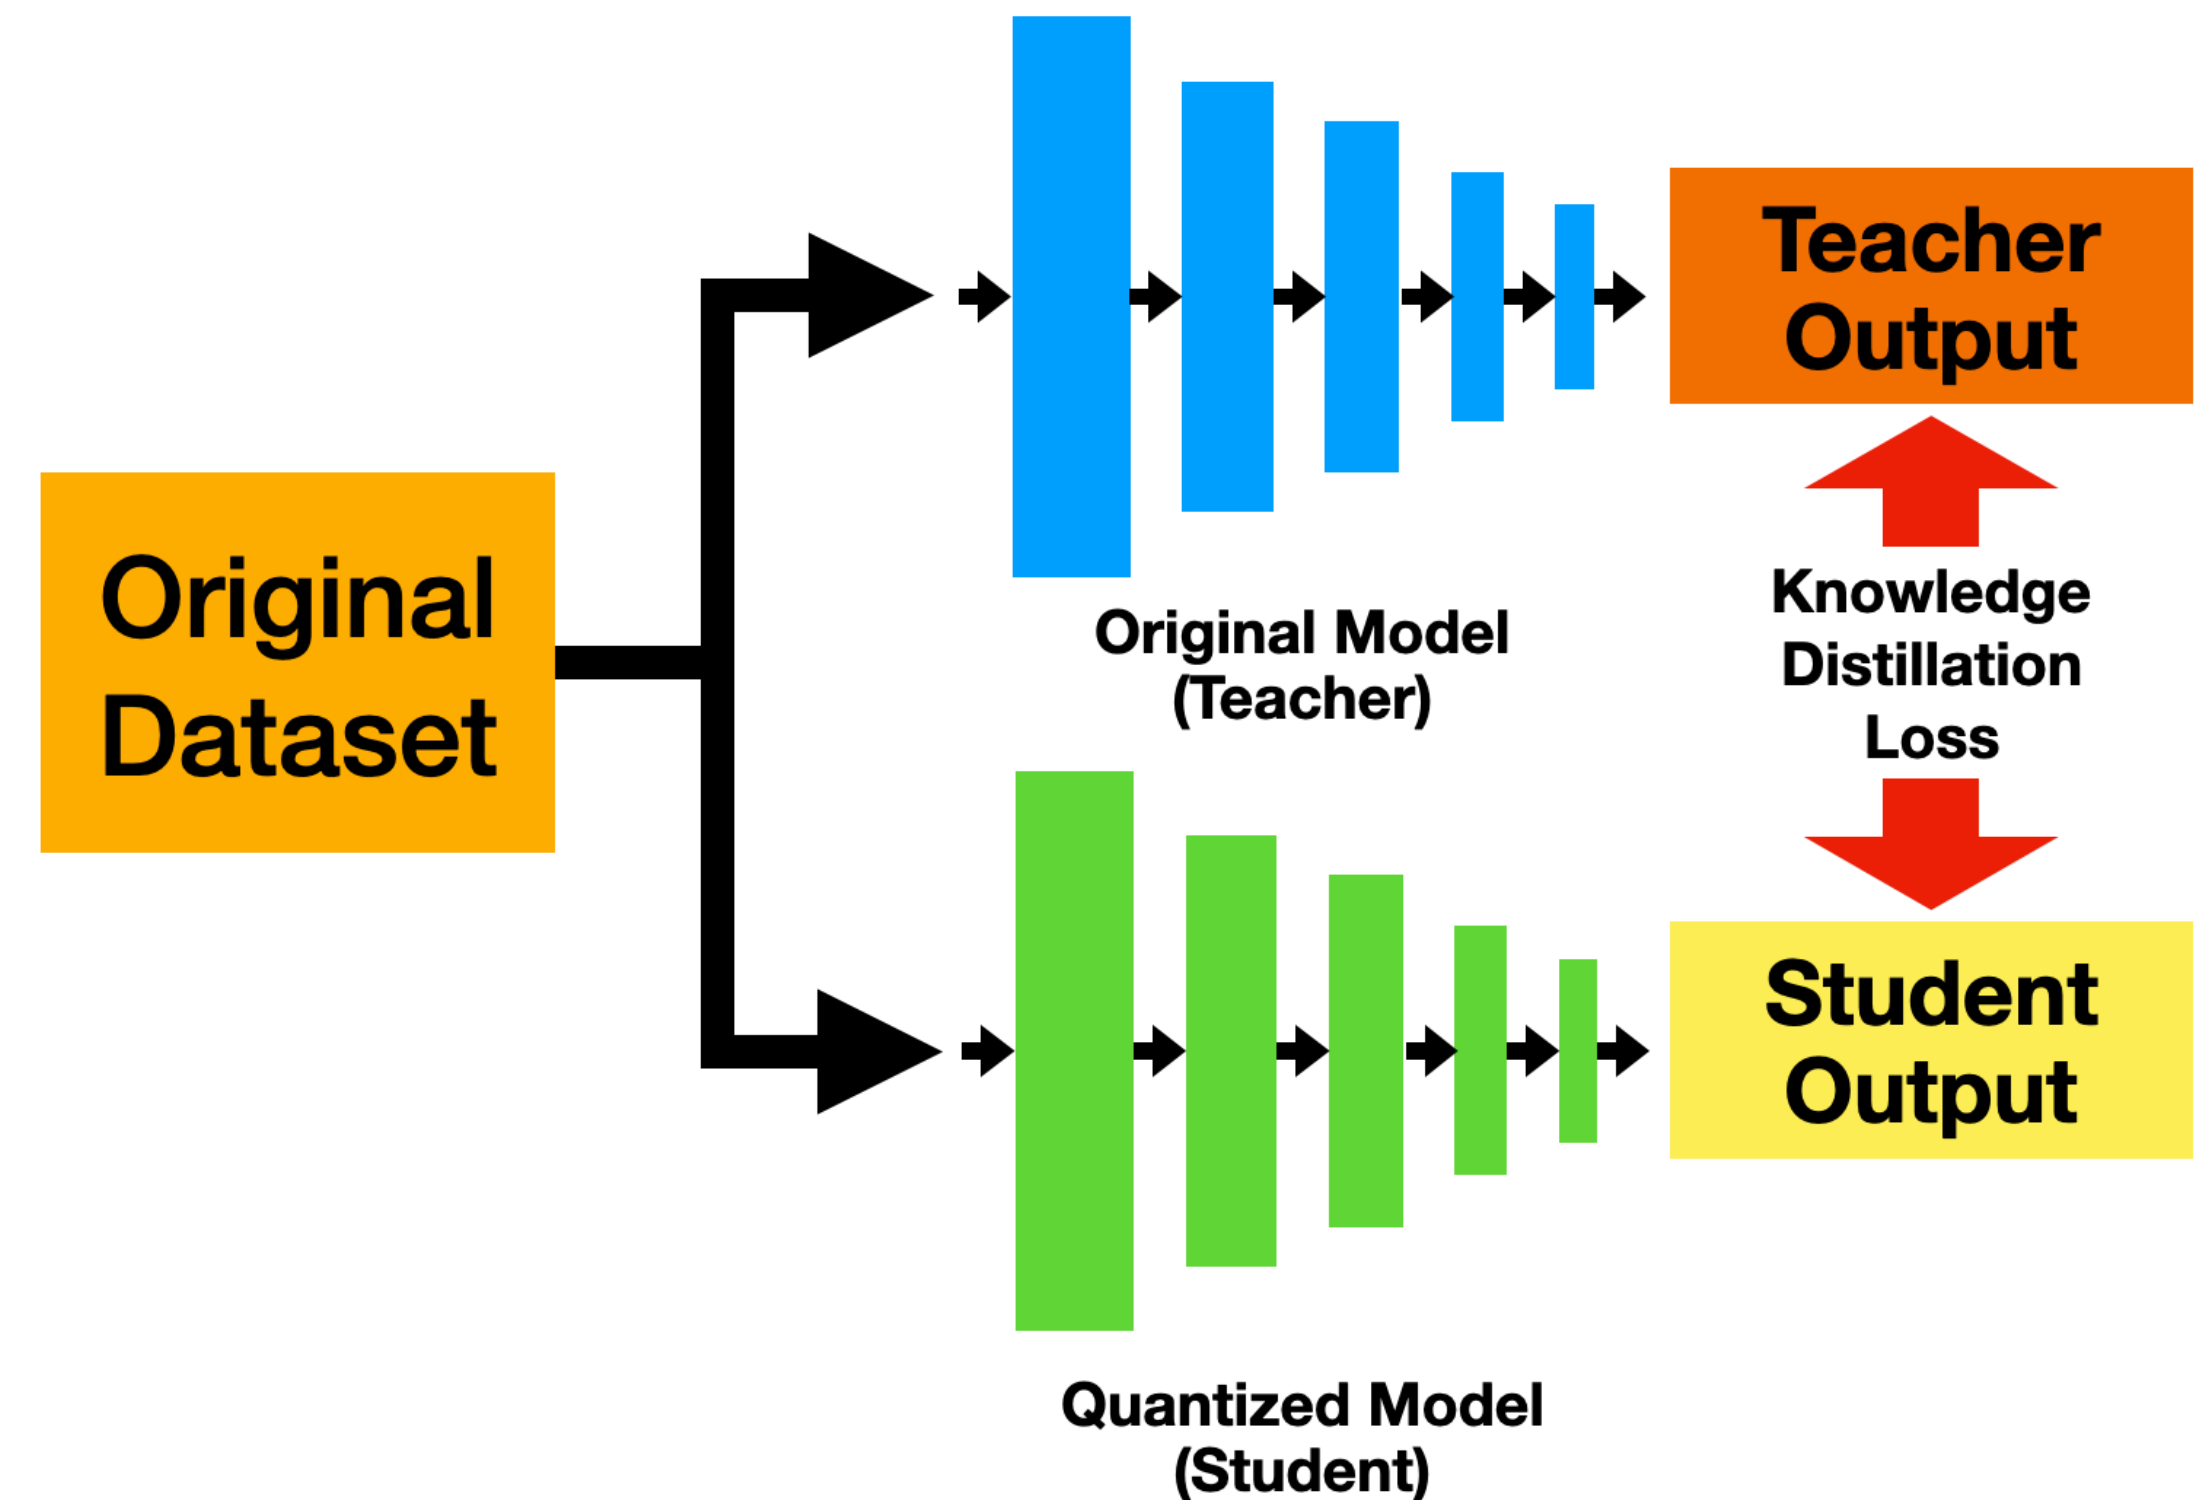 Original
Dataset
Original Model
(Teacher)
Teacher
Output
Knowledge
Distillation
Loss
Quantized Model
(Student)
Student
Output